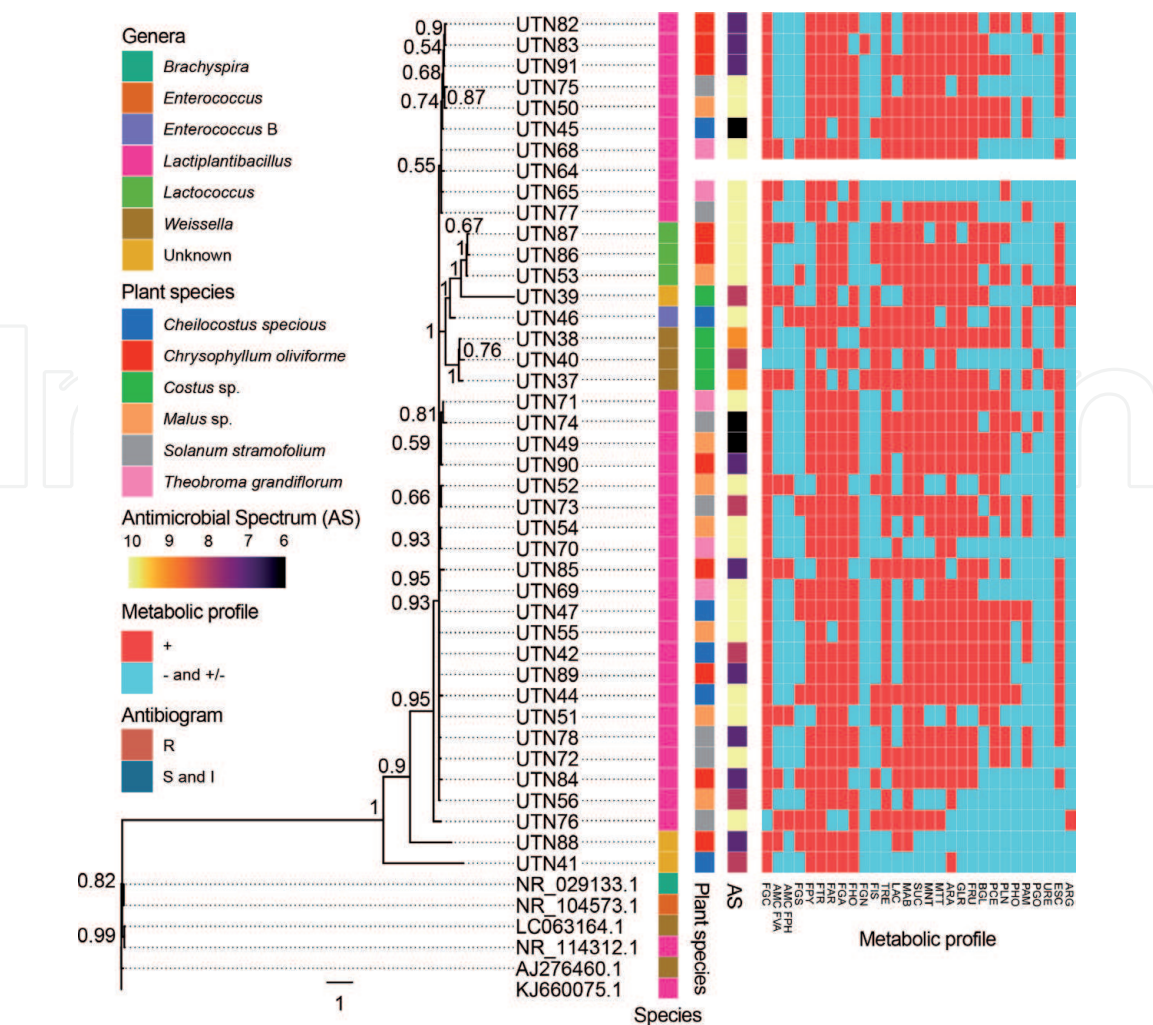 Genera
Brachyspira
Enterococcus
Enterococcus B
Lactiplantibacillus
Lactococcus
Weissella
Unknown
Plant species
Cheilocostus specious
Chrysophyllum oliviforme
Costus sp.
Malus sp.
Solanum stramofolium
Theobroma grandiflorum
Antimicrobial Spectrum (AS)
10 9 8 7 6
Metabolic profile
+
- and +/-
Antibiogram
R
S and I
0.9
0.54
0.68
0.74
0.87
0.55
0.67
1
1
1
1
0.76
1
0.81
0.59
0.66
0.93
0.95
0.93
0.95
0.9
1
0.82
0.99
1
UTN82
UTN83
UTN91
UTN75
UTN50
UTN45
UTN68
UTN64
UTN65
UTN77
UTN87
UTN86
UTN53
UTN39
UTN46
UTN38
UTN40
UTN37
UTN71
UTN74
UTN49
UTN90
UTN52
UTN73
UTN54
UTN70
UTN85
UTN69
UTN47
UTN55
UTN42
UTN89
UTN44
UTN51
UTN78
UTN72
UTN84
UTN56
UTN76
UTN88
UTN41
NR_029133.1
NR_104573.1
LC063164.1
NR_114312.1
AJ276460.1
KJ660075.1
Species
Plant species
AS
FGC
AMC FVA
AMC FPH
FGS
FPY
FTR
FAR
FGA
FHO
FGN
FIS
TRE
LAC
MAB
SUC
MNT
MTT
ARA
GLR
FRU
BGL
PCE
PLN
PHO
PAM
PGO
URE
ESC
ARG
Metabolic profile